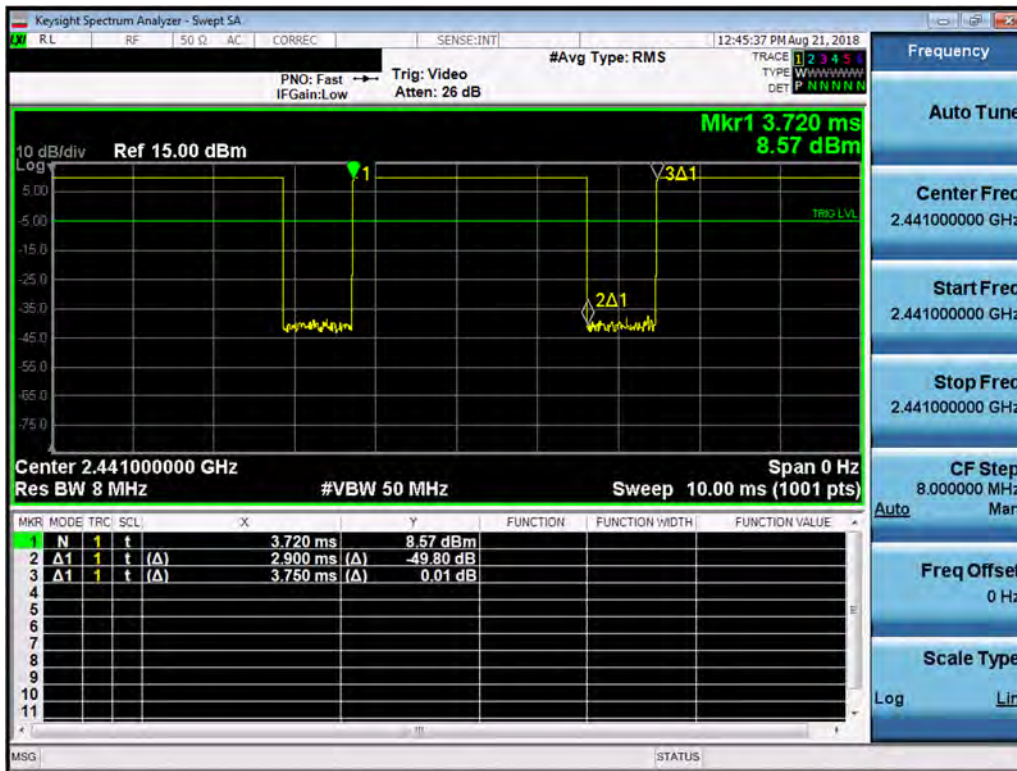 Keysight Spectrum Analyzer - Swept SA
LXI RL RF 50 Ω AC CORREC SENSE:INT 12:45:37 PM Aug 21, 2018
#Avg Type: RMS TRACE 1 2 3 4 5 6
PNO: Fast Trig: Video TYPE W
IFGain:Low Atten: 26 dB DET P N N N N N
Mkr1 3.720 ms
10 dB/div Ref 15.00 dBm 8.57 dBm
Log
1 3Δ1
5.00
TRIG LVL
-5.00
-15.0
-25.0
2Δ1
-35.0
-45.0
-55.0
-65.0
-75.0
Center 2.441000000 GHz Span 0 Hz
Res BW 8 MHz #VBW 50 MHz Sweep 10.00 ms (1001 pts)
MKR MODE TRC SCL X Y FUNCTION FUNCTION WIDTH FUNCTION VALUE
1 N 1 t 3.720 ms 8.57 dBm
2 Δ1 1 t (Δ) 2.900 ms (Δ) -49.80 dB
3 Δ1 1 t (Δ) 3.750 ms (Δ) 0.01 dB
4
5
6
7
8
9
10
11
MSG STATUS
Frequency
Auto Tune
Center Freq
2.441000000 GHz
Start Freq
2.441000000 GHz
Stop Freq
2.441000000 GHz
CF Step
8.000000 MHz
Auto Man
Freq Offset
0 Hz
Scale Type
Log Lin